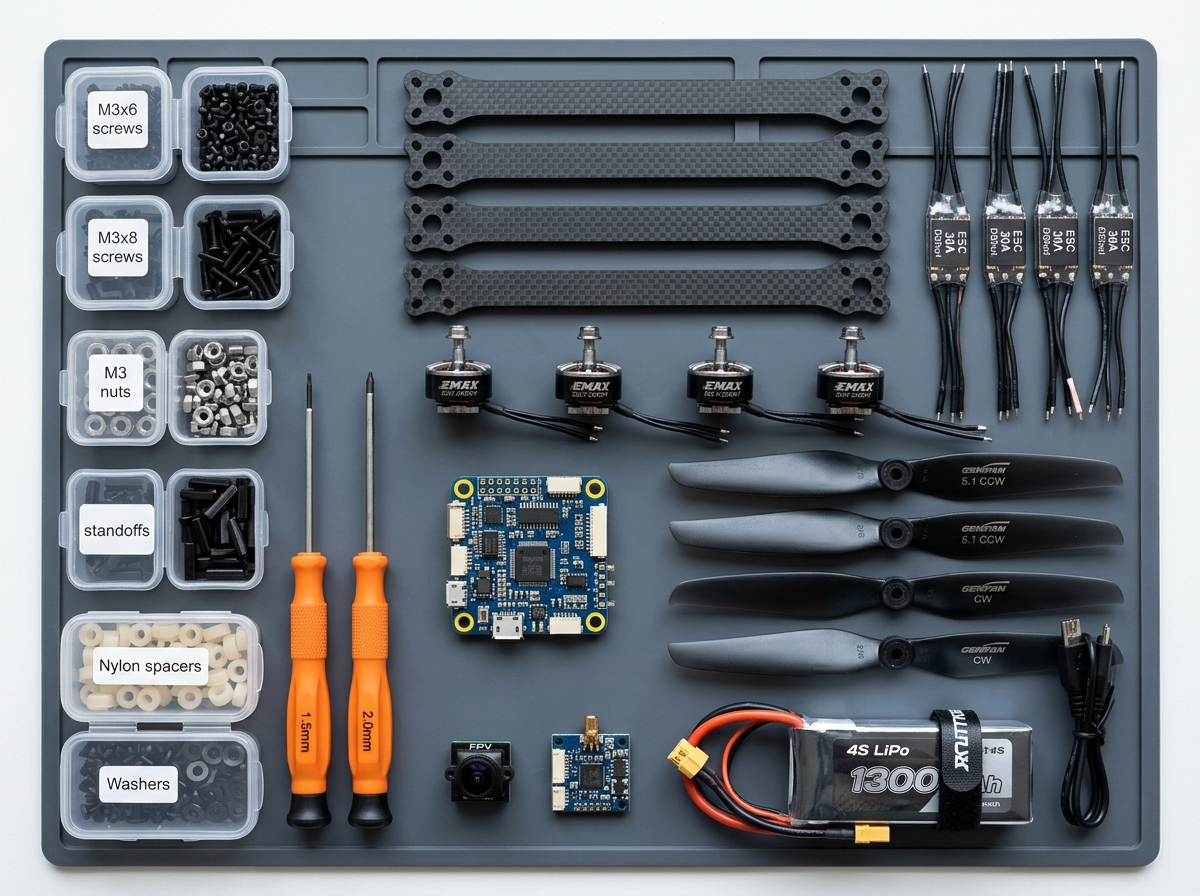 M3x6
screws
M3x8
screws
M3
nuts
standoffs
Nylon spacers
Washers
1.5mm
2.0mm
EMAX
EMAX
EMAX
EMAX
ESC
30A
ESC
30A
ESC
30A
ESC
30A
5.1 CCW
5.1 CCW
CW
CW
FPV
4S LiPo
1300